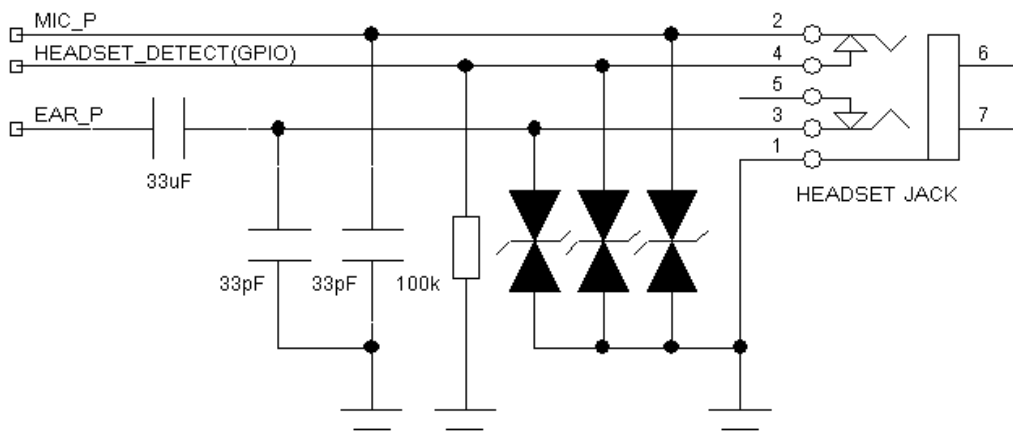 MIC_P
2
HEADSET_DETECT(GPIO)
4
6
5
EAR_P
3
7
1
33uF
HEADSET JACK
33pF
33pF
100k